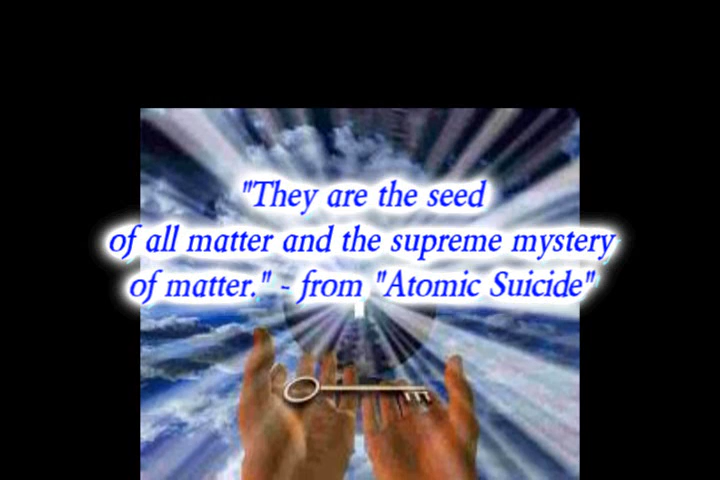 "They are the seed
of all matter and the supreme mystery
of matter." - from "Atomic Suicide"